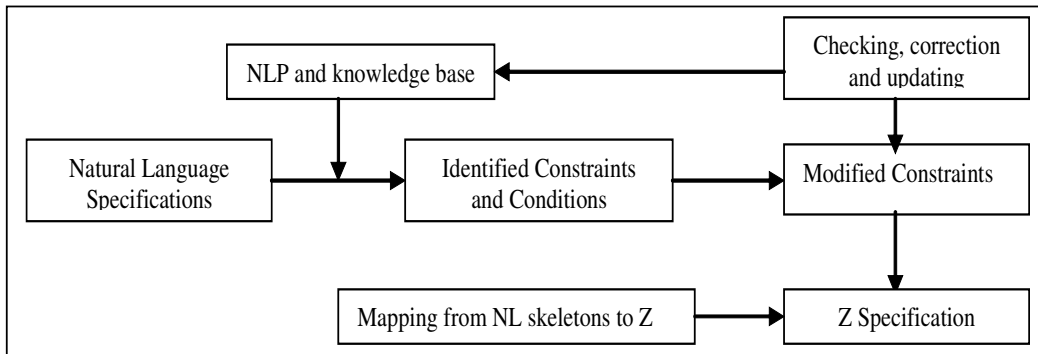 Checking, correction
and updating
NLP and knowledge base
Natural Language
Specifications
Identified Constraints
and Conditions
Modified Constraints
Mapping from NL skeletons to Z
Z Specification